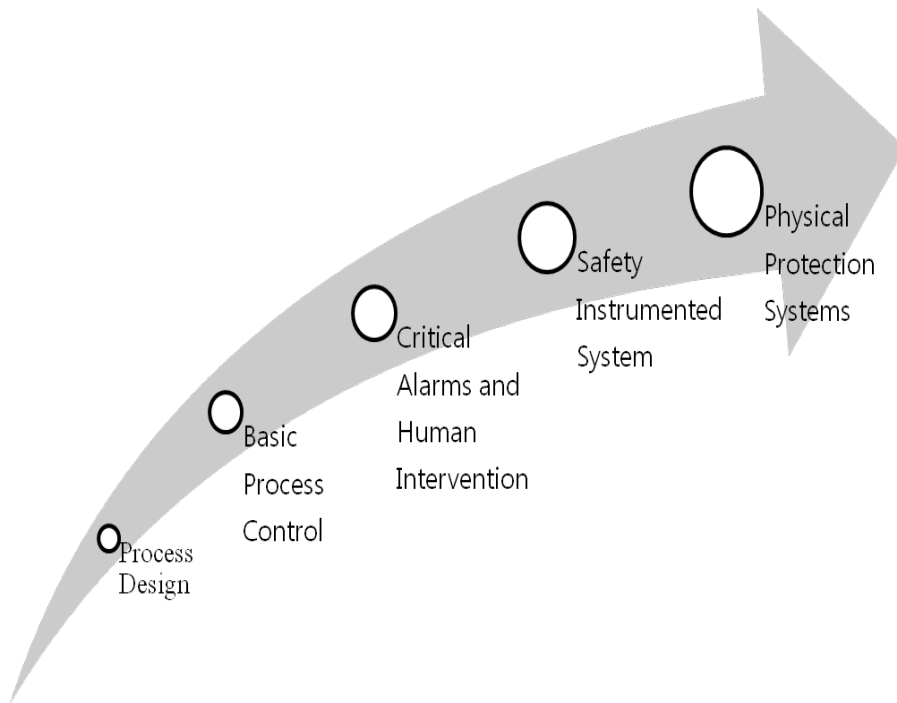 Process
Design
Basic
Process
Control
Critical
Alarms and
Human
Intervention
Safety
Instrumented
System
Physical
Protection
Systems